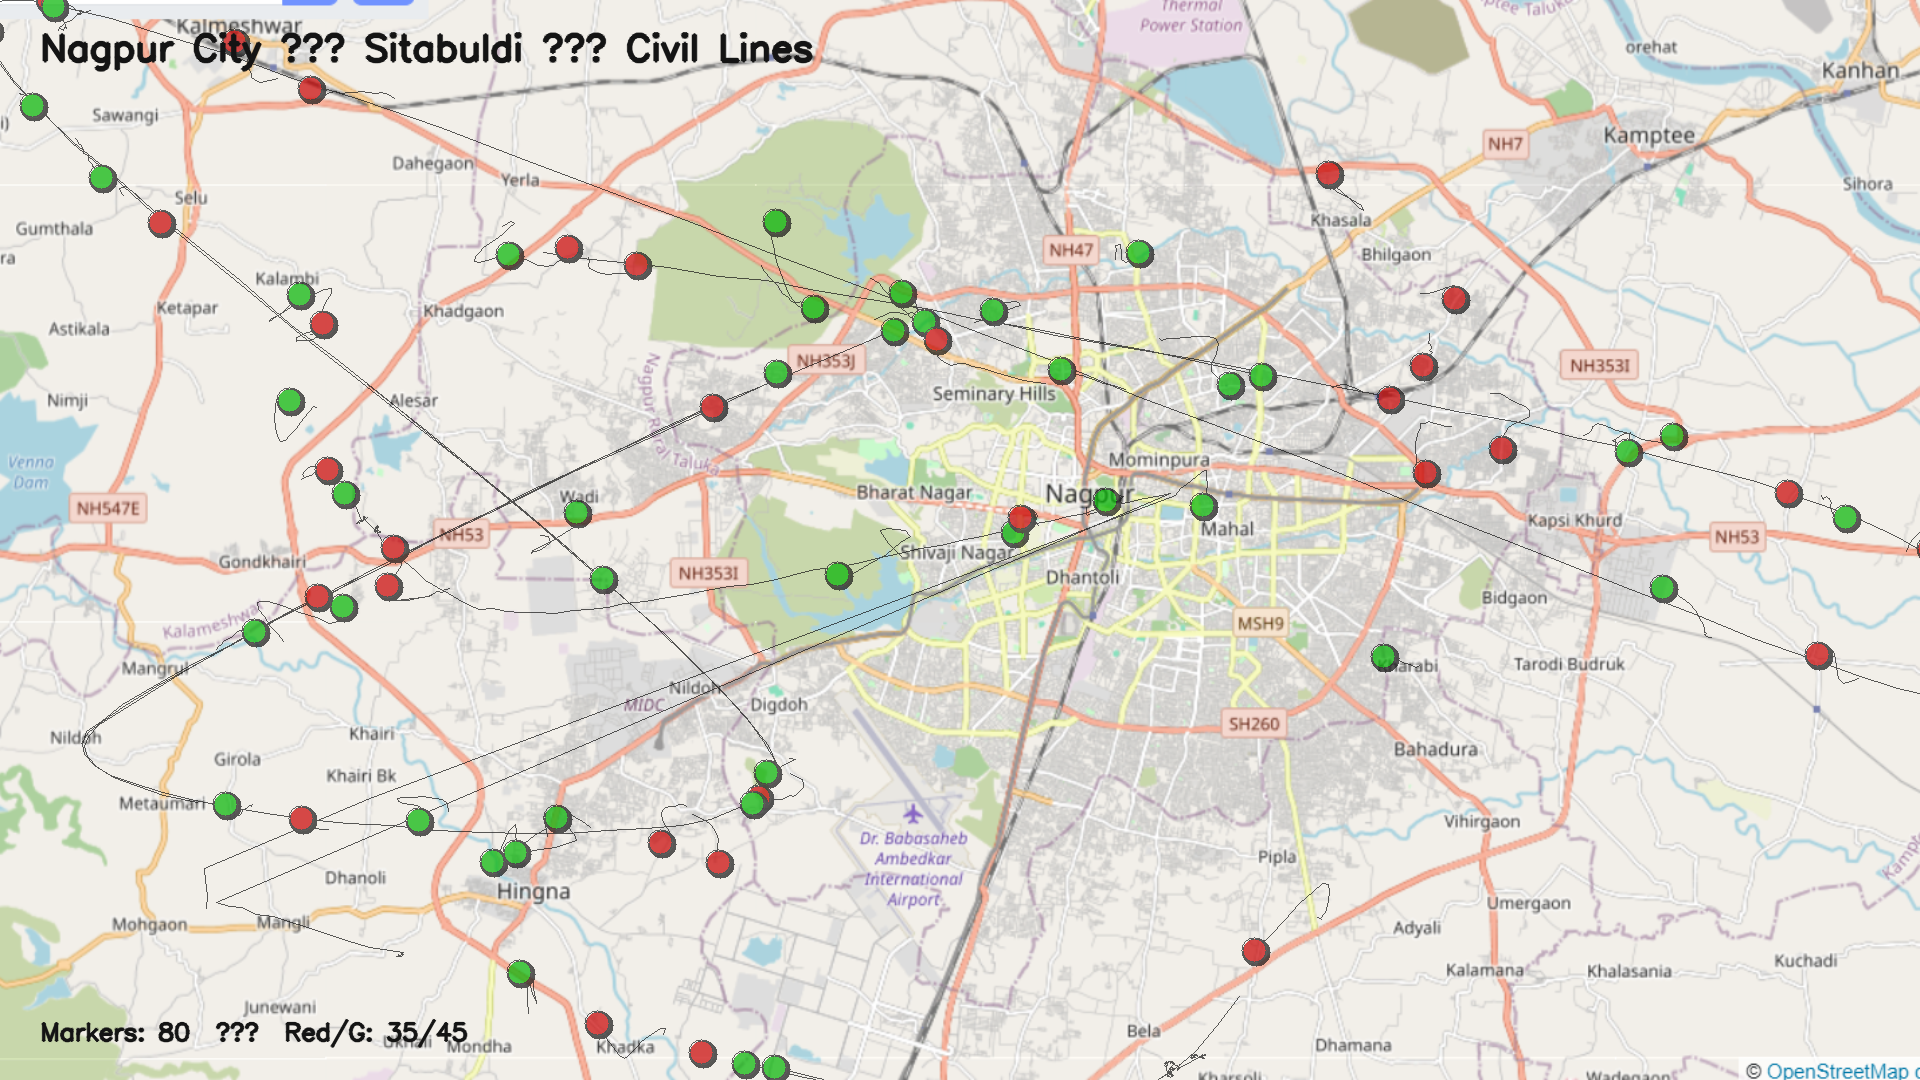 Nagpur City ??? Sitabuldi ??? Civil Lines
Kalmeshwar
Thermal
Power Station
orehat
Kanhan
Sawangi
NH7
Kamptee
Dahegaon
Yerla
Selu
Sihora
Gumthala
Khasala
NH47
Bhilgaon
Kalambi
Ketapar
Khadgaon
Astikala
NH353J
NH353I
Nimji
Alesar
Seminary Hills
Nagpur Rural Taluka
Mominpura
Venna
Dam
Wadi
Bharat Nagar
Nagpur
NH547E
NH53
Mahal
Kapsi Khurd
NH53
Gondkhairi
Shivaji Nagar
NH353I
Dhantoli
Bidgaon
Kalameshwar
MSH9
Mangrul
Kharabi
Tarodi Budruk
Nildoh
MIDC
Digdoh
SH260
Nildoh
Khairi
Bahadura
Girola
Khairi Bk
Metaumari
Dr. Babasaheb
Ambedkar
International
Airport
Vihirgaon
Pipla
Dhanoli
Hingna
Umergaon
Mohgaon
Mangli
Adyali
Kalamana
Khalasania
Kuchadi
Junewani
Markers: 80 ??? Red/G: 35/45
Mondha
Khadka
Bela
Dhamana
Kharsoli
Wadegaon
© OpenStreetMap c